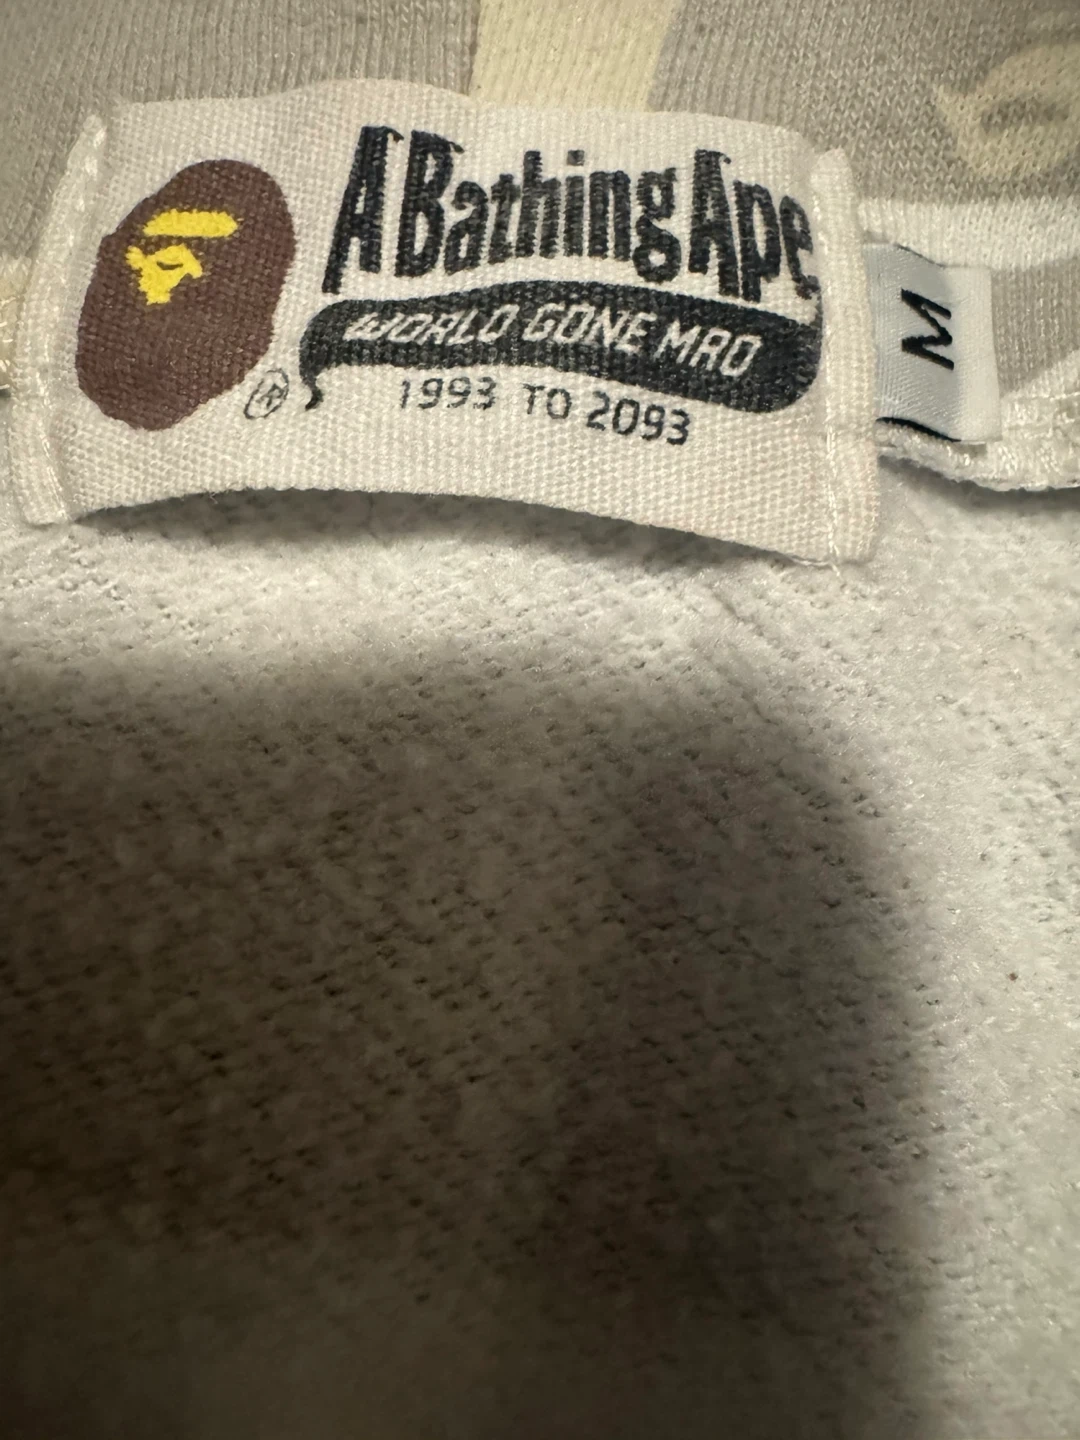 A Bathing Ape
WORLD GONE MAD
®
1993 TO 2093
M